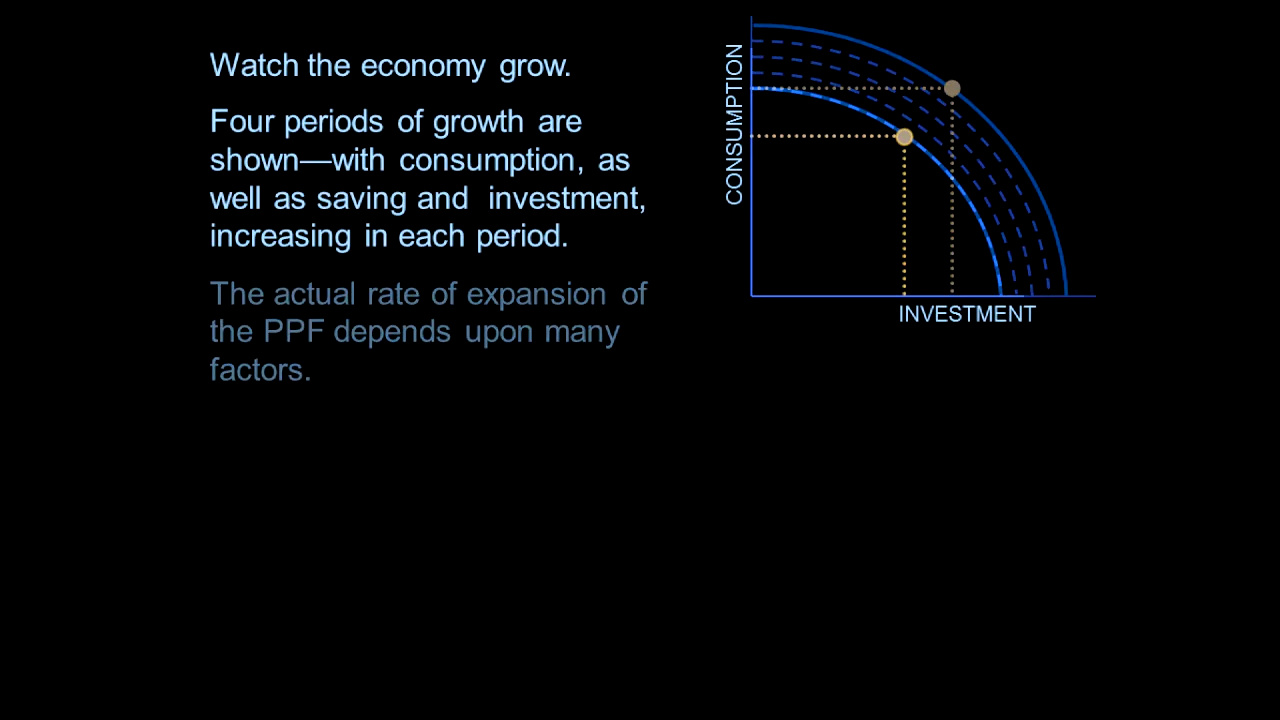 Watch the economy grow.
Four periods of growth are
shown—with consumption, as
well as saving and investment,
increasing in each period.
The actual rate of expansion of
the PPF depends upon many
factors.
CONSUMPTION
INVESTMENT